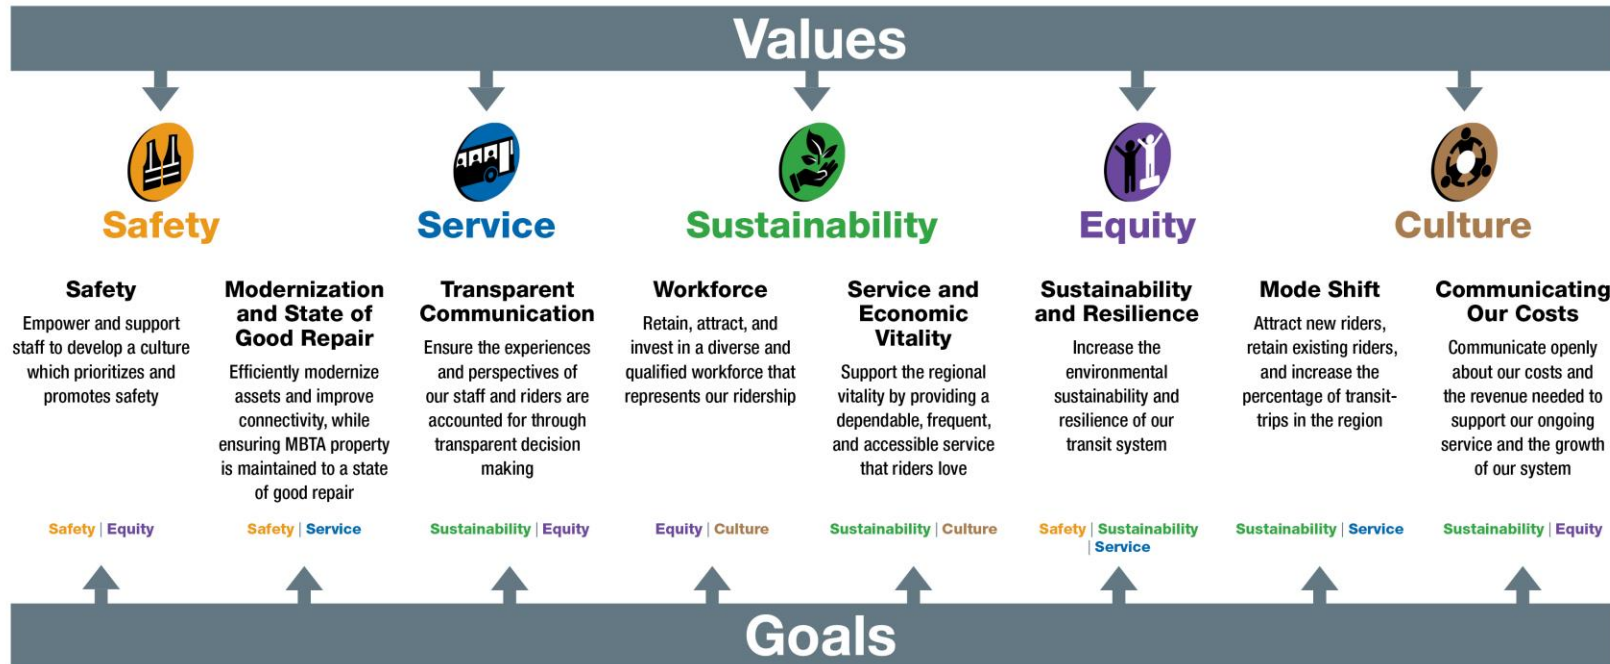 Values
Safety
Service
Sustainability
Equity
Culture
Safety
Empower and support
staff to develop a culture
which prioritizes and
promotes safety
Safety | Equity
Modernization
and State of
Good Repair
Efficiently modernize
assets and improve
connectivity, while
ensuring MBTA property
is maintained to a state
of good repair
Safety | Service
Transparent
Communication
Ensure the experiences
and perspectives of
our staff and riders are
accounted for through
transparent decision
making
Sustainability | Equity
Workforce
Retain, attract, and
invest in a diverse and
qualified workforce that
represents our ridership
Equity | Culture
Service and
Economic
Vitality
Support the regional
vitality by providing a
dependable, frequent,
and accessible service
that riders love
Sustainability | Culture
Sustainability
and Resilience
Increase the
environmental
sustainability and
resilience of our
transit system
Safety | Sustainability
| Service
Mode Shift
Attract new riders,
retain existing riders,
and increase the
percentage of transit-
trips in the region
Sustainability | Service
Communicating
Our Costs
Communicate openly
about our costs and
the revenue needed to
support our ongoing
service and the growth
of our system
Sustainability | Equity
Goals